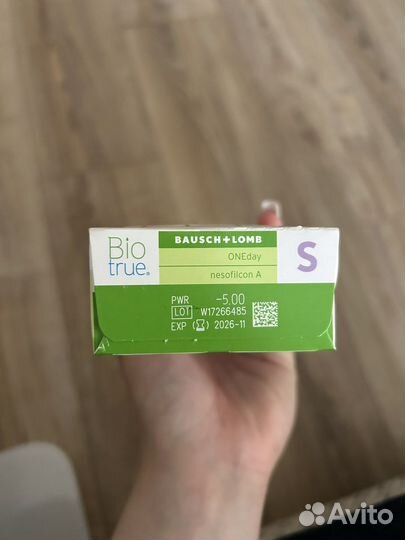 Bio
true®
BAUSCH+LOMB
ONEday
nesofilcon A
S
PWR -5.00
LOT W17266485
EXP 2026-11
Avito